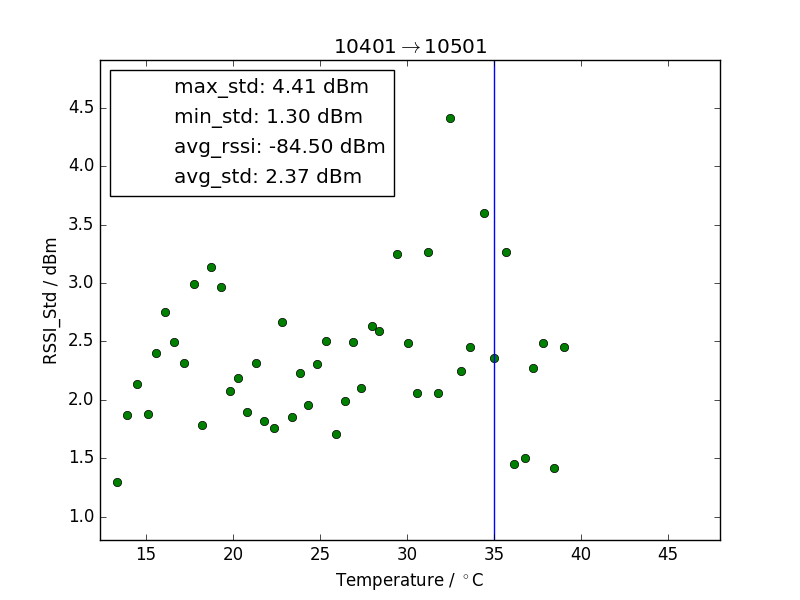 10401→10501
max_std: 4.41 dBm
min_std: 1.30 dBm
avg_rssi: -84.50 dBm
avg_std: 2.37 dBm
RSSI_Std / dBm
4.5
4.0
3.5
3.0
2.5
2.0
1.5
1.0
15 20 25 30 35 40 45
Temperature / °C